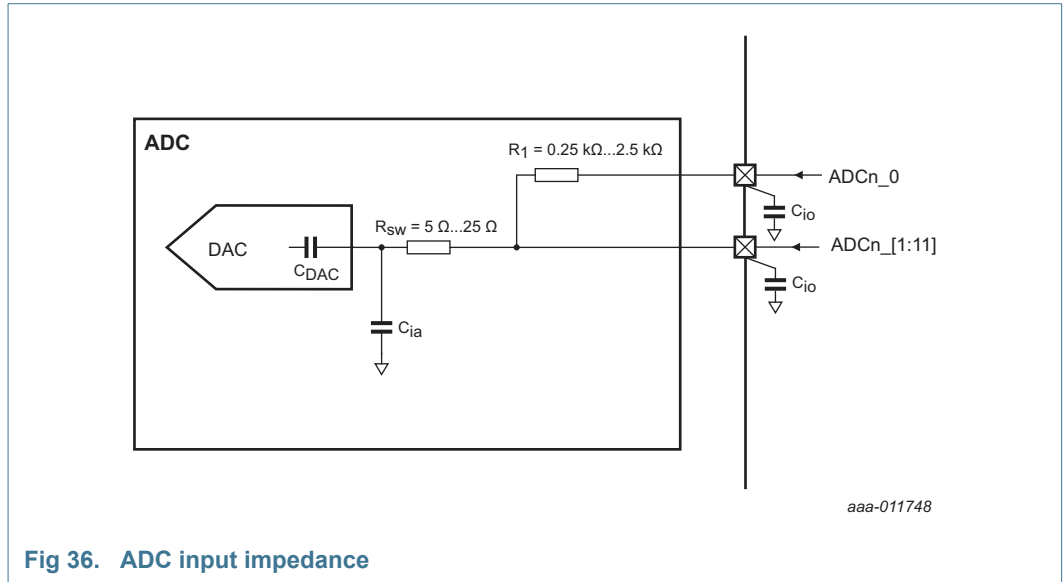 ADC
R1 = 0.25 kΩ...2.5 kΩ
ADCn_0
Cio
Rsw = 5 Ω...25 Ω
DAC
CDAC
ADCn_[1:11]
Cio
Cia
aaa-011748
Fig 36. ADC input impedance